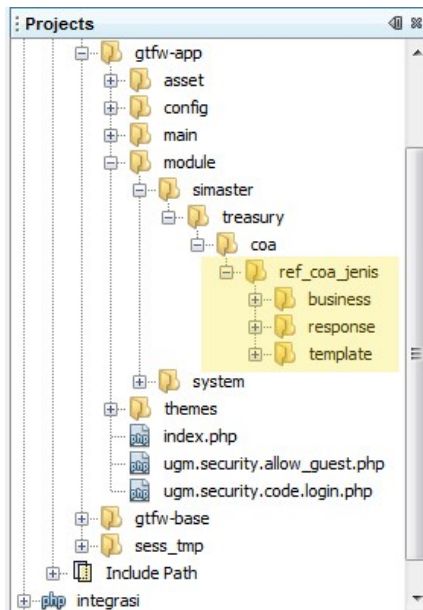 Projects
gtfw-app
asset
config
main
module
simaster
treasury
coa
ref_coa_jenis
business
response
template
system
themes
index.php
ugm.security.allow_guest.php
ugm.security.code.login.php
gtfw-base
sess_tmp
Include Path
php integrasi